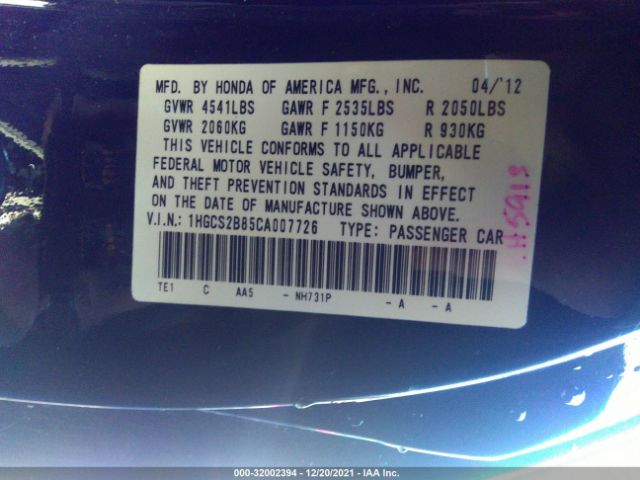 MFD. BY HONDA OF AMERICA MFG., INC. 04/'12
GVWR 4541LBS GAWR F 2535LBS R 2050LBS
GVWR 2060KG GAWR F 1150KG R 930KG
THIS VEHICLE CONFORMS TO ALL APPLICABLE
FEDERAL MOTOR VEHICLE SAFETY, BUMPER,
AND THEFT PREVENTION STANDARDS IN EFFECT
ON THE DATE OF MANUFACTURE SHOWN ABOVE.
V.I.N.: 1HGCS2B85CA007726 TYPE: PASSENGER CAR
TE1 C AA5 - NH731P - A - A
H5913
000-32002394 - 12/20/2021 - IAA Inc.